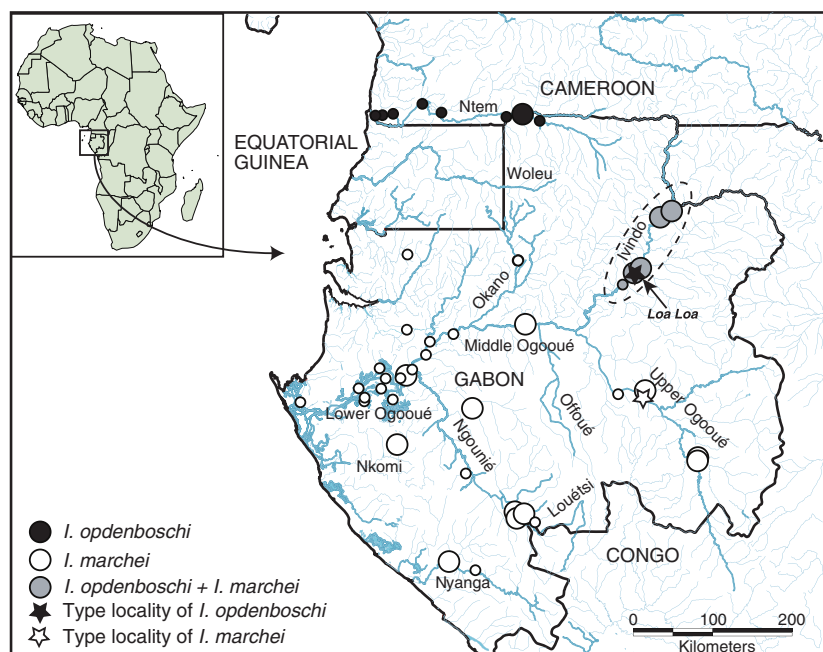 CAMEROON
Ntem
EQUATORIAL
GUINEA
Woleu
Ivindo
Okano
Loa Loa
Middle Ogooué
GABON
Upper Ogooué
Lower Ogooué
Offoué
Ngounié
Nkomi
Louétsi
I. opdenboschi
I. marchei
CONGO
I. opdenboschi + I. marchei
Nyanga
Type locality of I. opdenboschi
Type locality of I. marchei
0 100 200
Kilometers